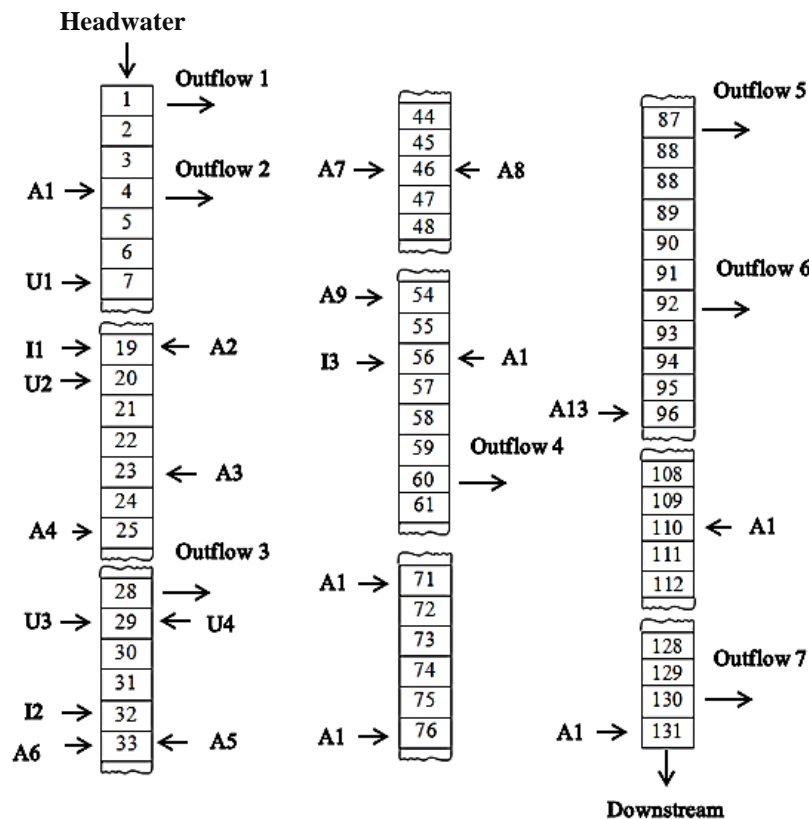 Headwater
Outflow 1
1
2
3
Outflow 2
A1
4
5
6
U1
7
I1
19
A2
U2
20
21
22
23
A3
24
A4
25
Outflow 3
28
U3
29
U4
30
31
I2
32
A6
33
A5
44
45
A7
46
A8
47
48
A9
54
55
I3
56
A1
57
58
59
Outflow 4
60
61
A1
71
72
73
74
75
A1
76
Outflow 5
87
88
88
89
90
91
Outflow 6
92
93
94
95
A13
96
108
109
110
A1
111
112
128
129
Outflow 7
130
A1
131
Downstream